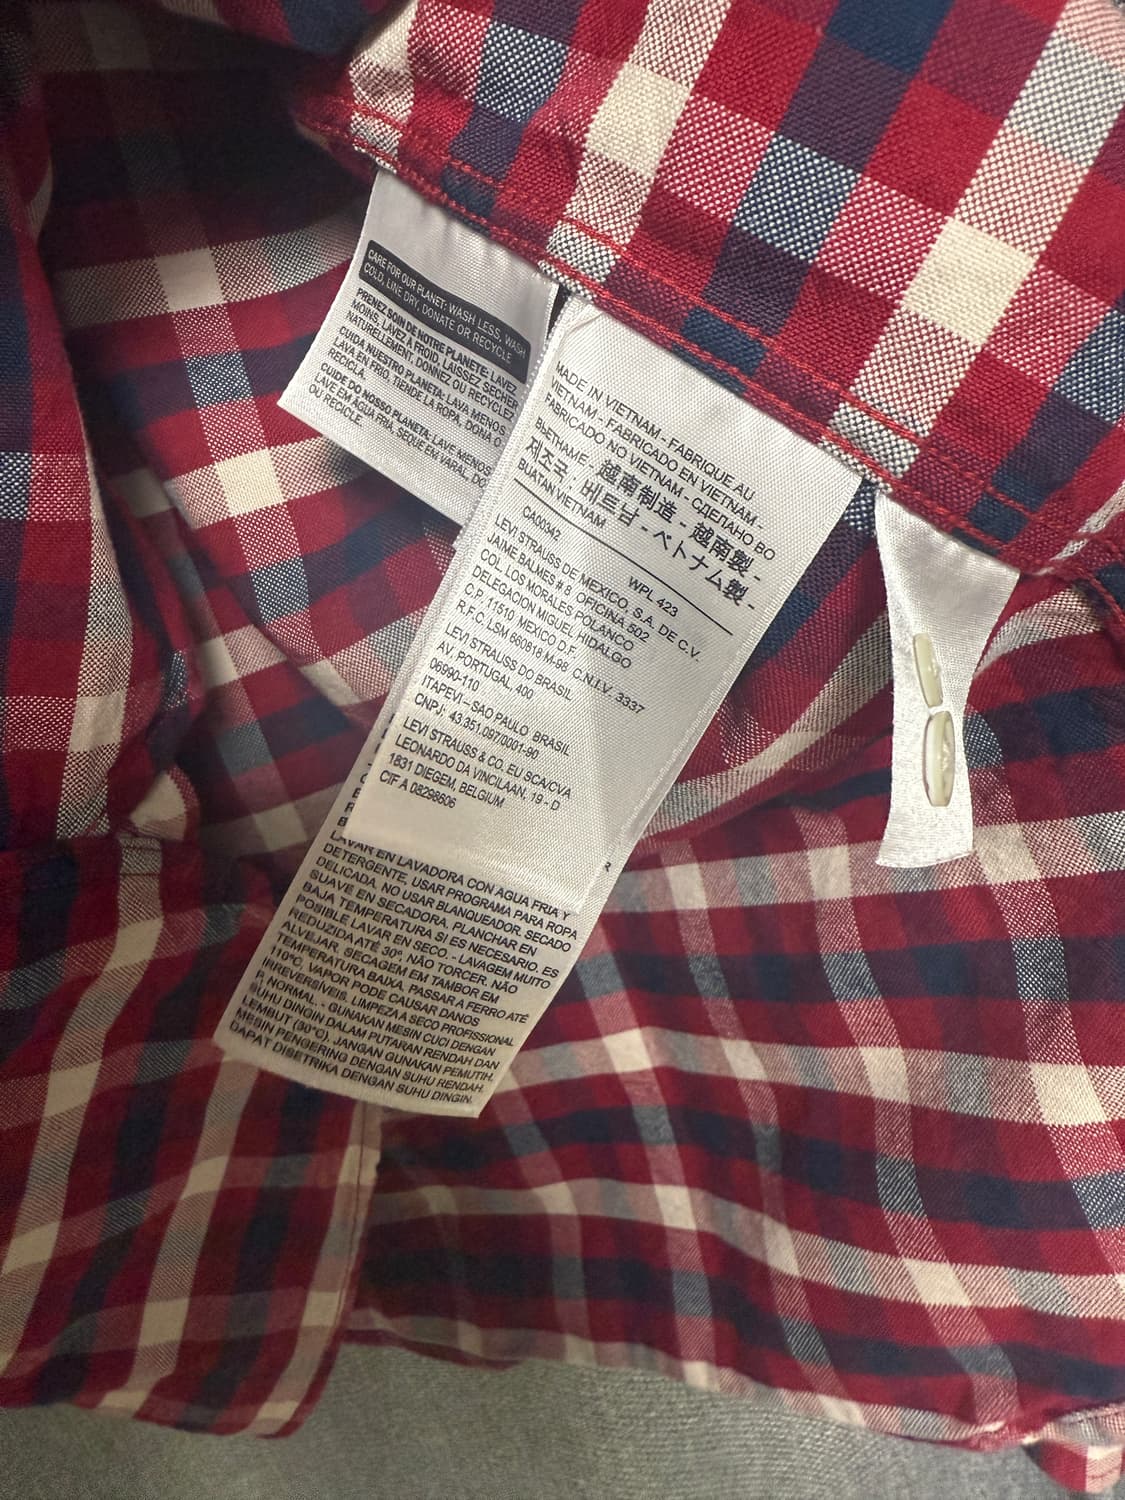 CARE FOR OUR PLANET: WASH LESS, WASH
COLD, LINE DRY, DONATE OR RECYCLE
PRENEZ SOIN DE NOTRE PLANETE: LAVEZ
MOINS, LAVEZ À FROID, LAISSEZ SÉCHER
NATURELLEMENT, DONNEZ OU RECYCLEZ
CUIDA NUESTRO PLANETA: LAVA MENOS,
LAVA EN FRIO, TIENDE LA ROPA, DONA O
RECICLA.
CUIDE DO NOSSO PLANETA: LAVE MENOS
LAVE EM ÁGUA FRIA, SEQUE EM VARAL, DO
OU RECICLE.
MADE IN VIETNAM - FABRIQUE AU
VIETNAM - FABRICADO EN VIETNAM -
FABRICADO NO VIETNAM - СДЕЛАНО ВО
ВЬЕТНАМЕ - 越南制造 - 越南製 -
제조국 : 베트남 - ベトナム製 -
BUATAN VIETNAM
CA00342 WPL 423
LEVI STRAUSS DE MEXICO, S.A. DE C.V.
JAIME BALMES # 8 OFICINA 502
COL. LOS MORALES POLANCO
DELEGACION MIGUEL HIDALGO
C.P. 11510 MEXICO D.F.
R.F.C. LSM 660818 M-98 C.N.I.V. 3337
LEVI STRAUSS DO BRASIL
AV. PORTUGAL, 400
06690-110
ITAPEVI – SAO PAULO BRASIL
CNPJ: 43.351.097/0001-90
LEVI STRAUSS & CO. EU SCA/CVA
LEONARDO DA VINCILAAN, 19 - D
1831 DIEGEM, BELGIUM
CIF A 08298606
LAVAR EN LAVADORA CON AGUA FRIA Y
DETERGENTE, USAR PROGRAMA PARA ROPA
DELICADA, NO USAR BLANQUEADOR. SECADO
SUAVE EN SECADORA, PLANCHAR EN
BAJA TEMPERATURA SI ES NECESARIO, ES
POSIBLE LAVAR EN SECO. - LAVAGEM MUITO
REDUZIDA ATÉ 30°, NÃO TORCER. NÃO
ALVEJAR, SECAGEM EM TAMBOR EM
TEMPERATURA BAIXA, PASSAR A FERRO ATÉ
110°C, VAPOR PODE CAUSAR DANOS
IRREVERSÍVEIS. LIMPEZA A SECO PROFISSIONAL
P, NORMAL - GUNAKAN MESIN CUCI DENGAN
SUHU DINGIN DALAM PUTARAN RENDAH DAN
LEMBUT (30°C). JANGAN GUNAKAN PEMUTIH.
MESIN PENGERING DENGAN SUHU RENDAH.
DAPAT DISETRIKA DENGAN SUHU DINGIN.